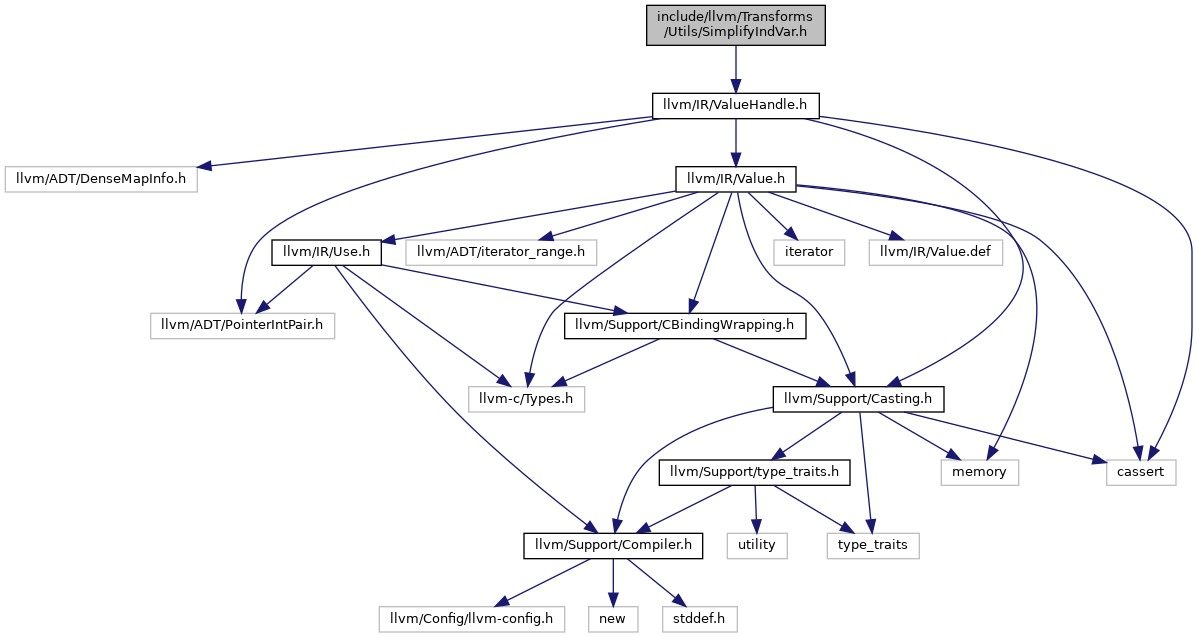 include/llvm/Transforms
/Utils/SimplifyIndVar.h
llvm/IR/ValueHandle.h
llvm/ADT/DenseMapInfo.h
llvm/IR/Value.h
llvm/IR/Use.h
llvm/ADT/iterator_range.h
iterator
llvm/IR/Value.def
llvm/ADT/PointerIntPair.h
llvm/Support/CBindingWrapping.h
llvm-c/Types.h
llvm/Support/Casting.h
llvm/Support/type_traits.h
memory
cassert
llvm/Support/Compiler.h
utility
type_traits
llvm/Config/llvm-config.h
new
stddef.h